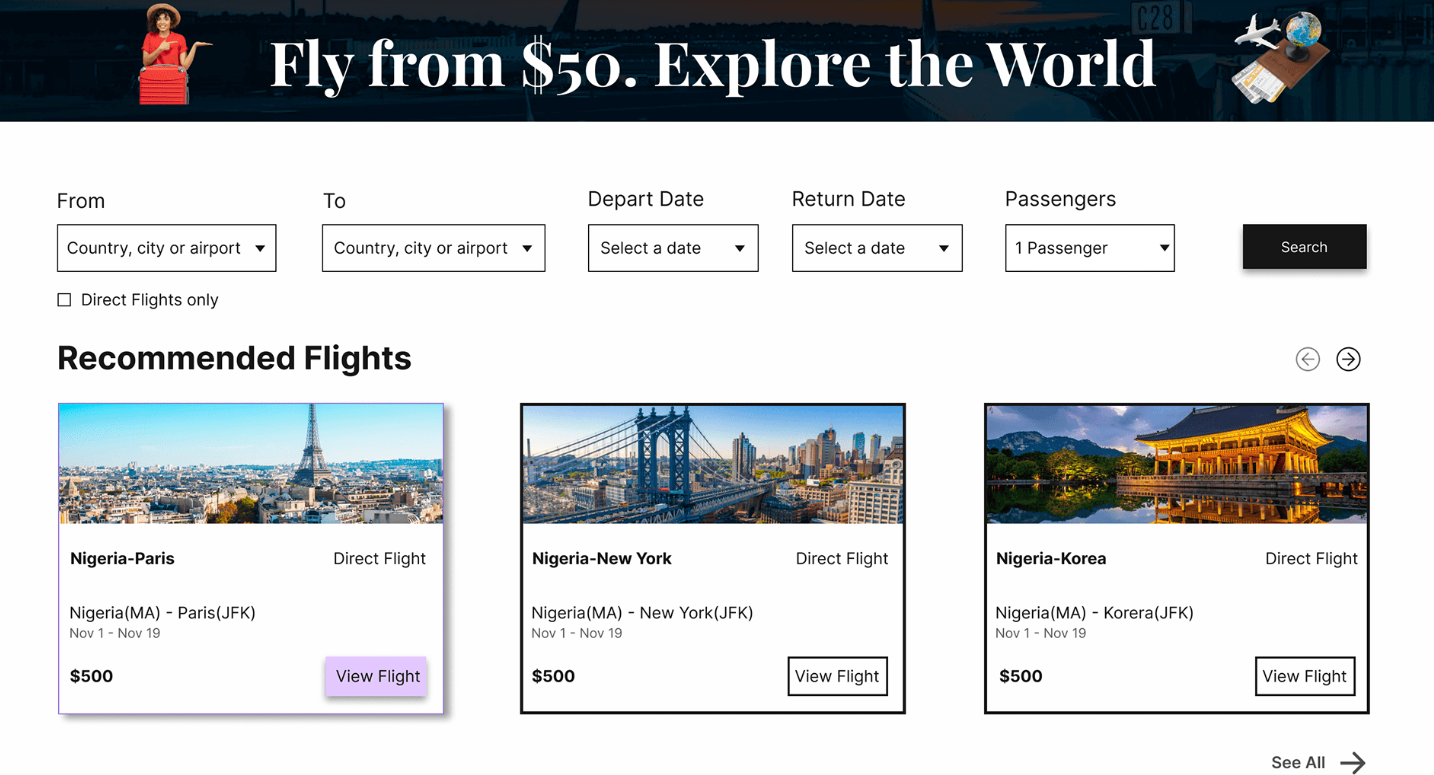 C28
Fly from $50. Explore the World
From
To
Depart Date
Return Date
Passengers
Country, city or airport
Country, city or airport
Select a date
Select a date
1 Passenger
Search
Direct Flights only
Recommended Flights
Nigeria-Paris
Direct Flight
Nigeria(MA) - Paris(JFK)
Nov 1 - Nov 19
$500
View Flight
Nigeria-New York
Direct Flight
Nigeria(MA) - New York(JFK)
Nov 1 - Nov 19
$500
View Flight
Nigeria-Korea
Direct Flight
Nigeria(MA) - Korera(JFK)
Nov 1 - Nov 19
$500
View Flight
See All